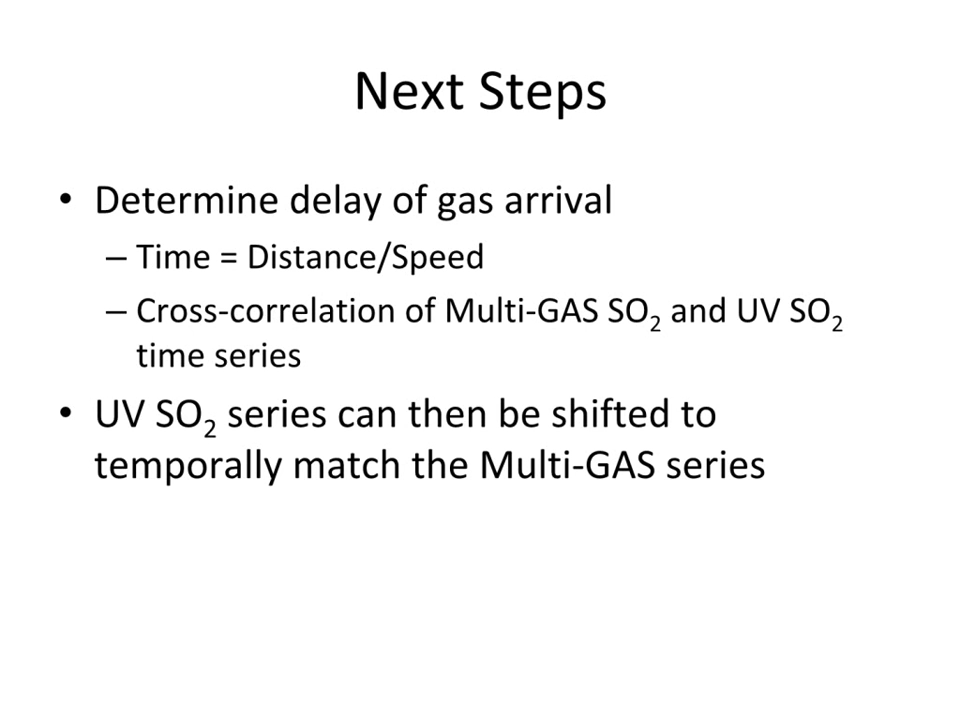 Next Steps
• Determine delay of gas arrival
– Time = Distance/Speed
– Cross-correlation of Multi-GAS SO₂ and UV SO₂
time series
• UV SO₂ series can then be shifted to
temporally match the Multi-GAS series